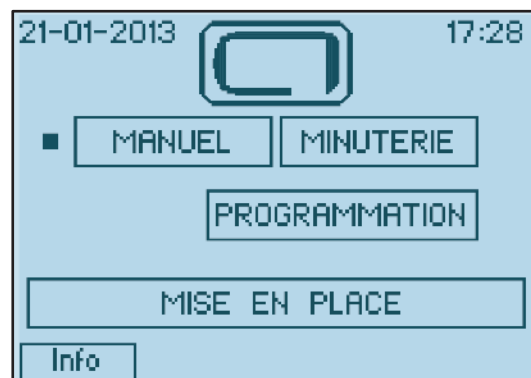 21-01-2013 17:28
MANUEL MINUTERIE
PROGRAMMATION
MISE EN PLACE
Info